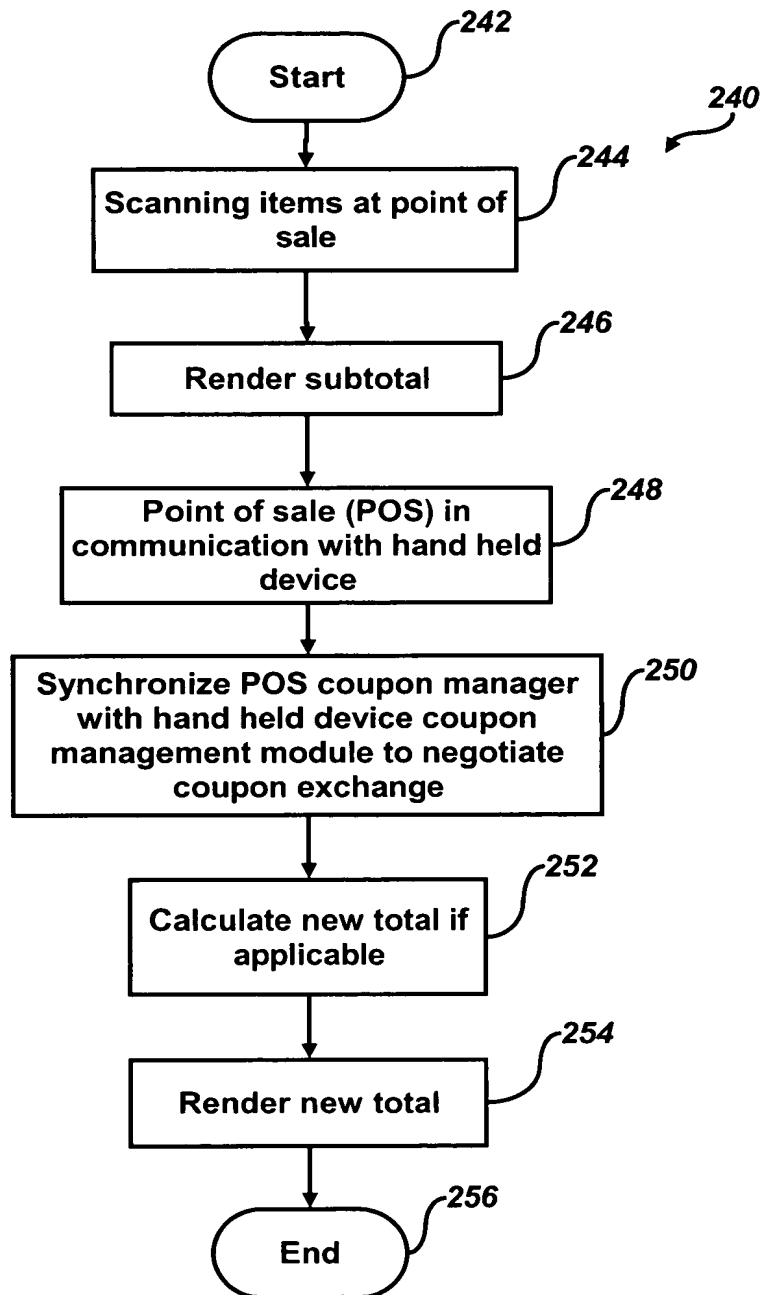 242
Start
240
244
Scanning items at point of
sale
246
Render subtotal
248
Point of sale (POS) in
communication with hand held
device
250
Synchronize POS coupon manager
with hand held device coupon
management module to negotiate
coupon exchange
252
Calculate new total if
applicable
254
Render new total
256
End